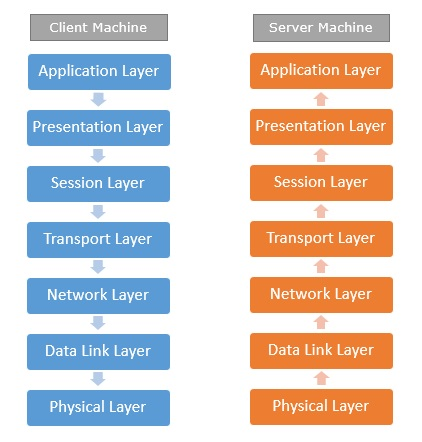 Client Machine
Server Machine
Application Layer
Application Layer
Presentation Layer
Presentation Layer
Session Layer
Session Layer
Transport Layer
Transport Layer
Network Layer
Network Layer
Data Link Layer
Data Link Layer
Physical Layer
Physical Layer